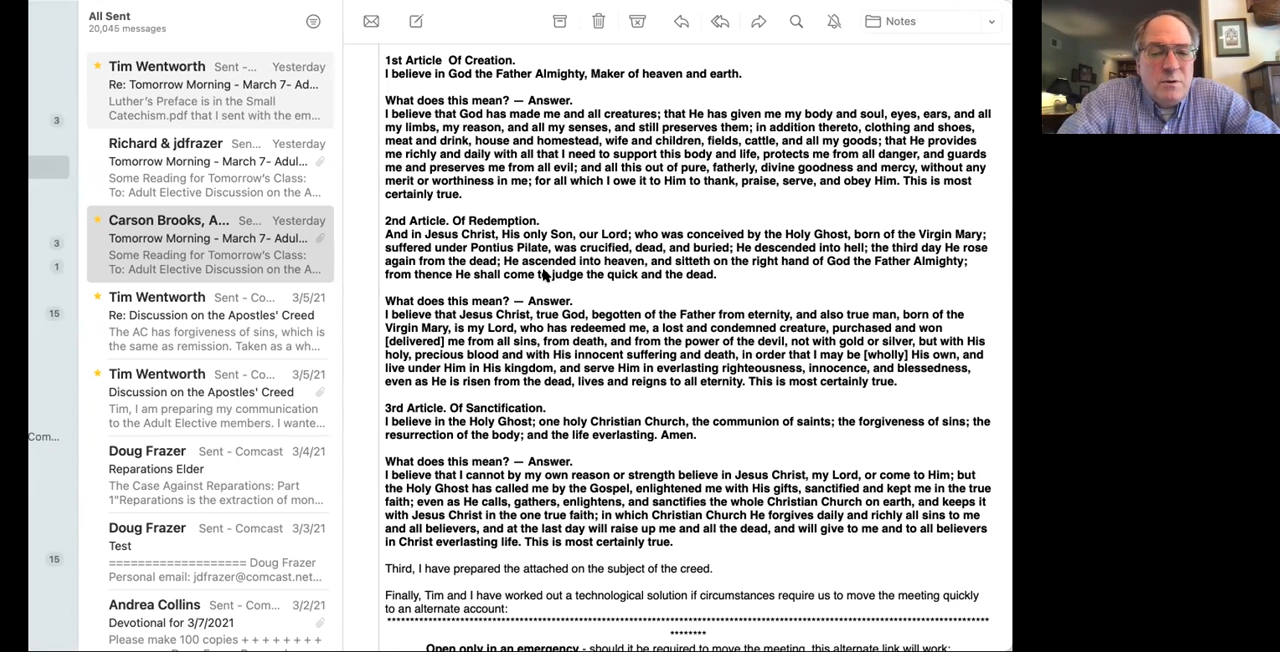 All Sent
20,045 messages
Notes
3
3
1
15
Com...
15
Tim Wentworth Sent -... Yesterday
Re: Tomorrow Morning - March 7- Ad...
Luther's Preface is in the Small
Catechism.pdf that I sent with the em...
Richard & jdfrazer Sen... Yesterday
Tomorrow Morning - March 7- Adul...
Some Reading for Tomorrow's Class:
To: Adult Elective Discussion on the A...
Carson Brooks, A... Se... Yesterday
Tomorrow Morning - March 7- Adul...
Some Reading for Tomorrow's Class:
To: Adult Elective Discussion on the A...
Tim Wentworth Sent - Co... 3/5/21
Re: Discussion on the Apostles' Creed
The AC has forgiveness of sins, which is
the same as remission. Taken as a wh...
Tim Wentworth Sent - Co... 3/5/21
Discussion on the Apostles' Creed
Tim, I am preparing my communication
to the Adult Elective members. I wante...
Doug Frazer Sent - Comcast 3/4/21
Reparations Elder
The Case Against Reparations: Part
1"Reparations is the extraction of mon...
Doug Frazer Sent - Comcast 3/3/21
Test
=================== Doug Frazer
Personal email: jdfrazer@comcast.net...
Andrea Collins Sent - Com... 3/2/21
Devotional for 3/7/2021
Please make 100 copies + + + + + + + +
1st Article  Of Creation.
I believe in God the Father Almighty, Maker of heaven and earth.
What does this mean? — Answer.
I believe that God has made me and all creatures; that He has given me my body and soul, eyes, ears, and all
my limbs, my reason, and all my senses, and still preserves them; in addition thereto, clothing and shoes,
meat and drink, house and homestead, wife and children, fields, cattle, and all my goods; that He provides
me richly and daily with all that I need to support this body and life, protects me from all danger, and guards
me and preserves me from all evil; and all this out of pure, fatherly, divine goodness and mercy, without any
merit or worthiness in me; for all which I owe it to Him to thank, praise, serve, and obey Him. This is most
certainly true.
2nd Article. Of Redemption.
And in Jesus Christ, His only Son, our Lord; who was conceived by the Holy Ghost, born of the Virgin Mary;
suffered under Pontius Pilate, was crucified, dead, and buried; He descended into hell; the third day He rose
again from the dead; He ascended into heaven, and sitteth on the right hand of God the Father Almighty;
from thence He shall come to judge the quick and the dead.
What does this mean? — Answer.
I believe that Jesus Christ, true God, begotten of the Father from eternity, and also true man, born of the
Virgin Mary, is my Lord, who has redeemed me, a lost and condemned creature, purchased and won
[delivered] me from all sins, from death, and from the power of the devil, not with gold or silver, but with His
holy, precious blood and with His innocent suffering and death, in order that I may be [wholly] His own, and
live under Him in His kingdom, and serve Him in everlasting righteousness, innocence, and blessedness,
even as He is risen from the dead, lives and reigns to all eternity. This is most certainly true.
3rd Article. Of Sanctification.
I believe in the Holy Ghost; one holy Christian Church, the communion of saints; the forgiveness of sins; the
resurrection of the body; and the life everlasting. Amen.
What does this mean? — Answer.
I believe that I cannot by my own reason or strength believe in Jesus Christ, my Lord, or come to Him; but
the Holy Ghost has called me by the Gospel, enlightened me with His gifts, sanctified and kept me in the true
faith; even as He calls, gathers, enlightens, and sanctifies the whole Christian Church on earth, and keeps it
with Jesus Christ in the one true faith; in which Christian Church He forgives daily and richly all sins to me
and all believers, and at the last day will raise up me and all the dead, and will give to me and to all believers
in Christ everlasting life. This is most certainly true.
Third, I have prepared the attached on the subject of the creed.
Finally, Tim and I have worked out a technological solution if circumstances require us to move the meeting quickly
to an alternate account:
Open only in an emergency - should it be required to move the meeting, this alternate link will work: